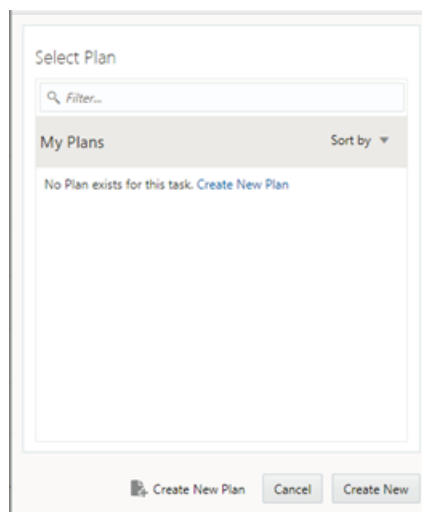 Select Plan
Filter...
My Plans Sort by
No Plan exists for this task. Create New Plan
Create New Plan Cancel Create New